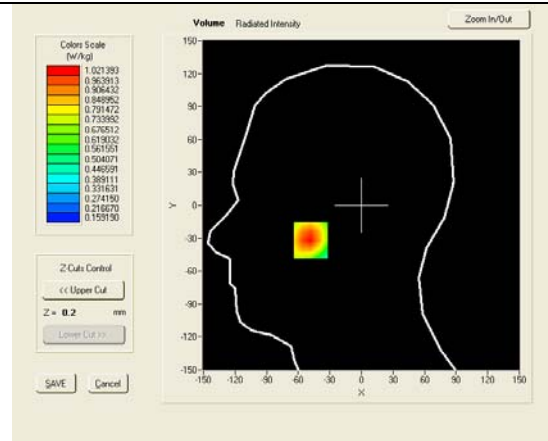 Volume Radiated Intensity
Zoom In/Out
Colors Scale
(W/kg)
1.021393
0.963913
0.906432
0.848952
0.791472
0.733992
0.676512
0.619032
0.561551
0.504071
0.446591
0.389111
0.331631
0.274150
0.216670
0.159190
Z-Cuts Control
<< Upper Cut
Z = 0.2 mm
Lower Cut >>
SAVE Cancel
150
120
90
60
30
0
Y
-30
-60
-90
-120
-150
-150 -120 -90 -60 -30 0 30 60 90 120 150
X